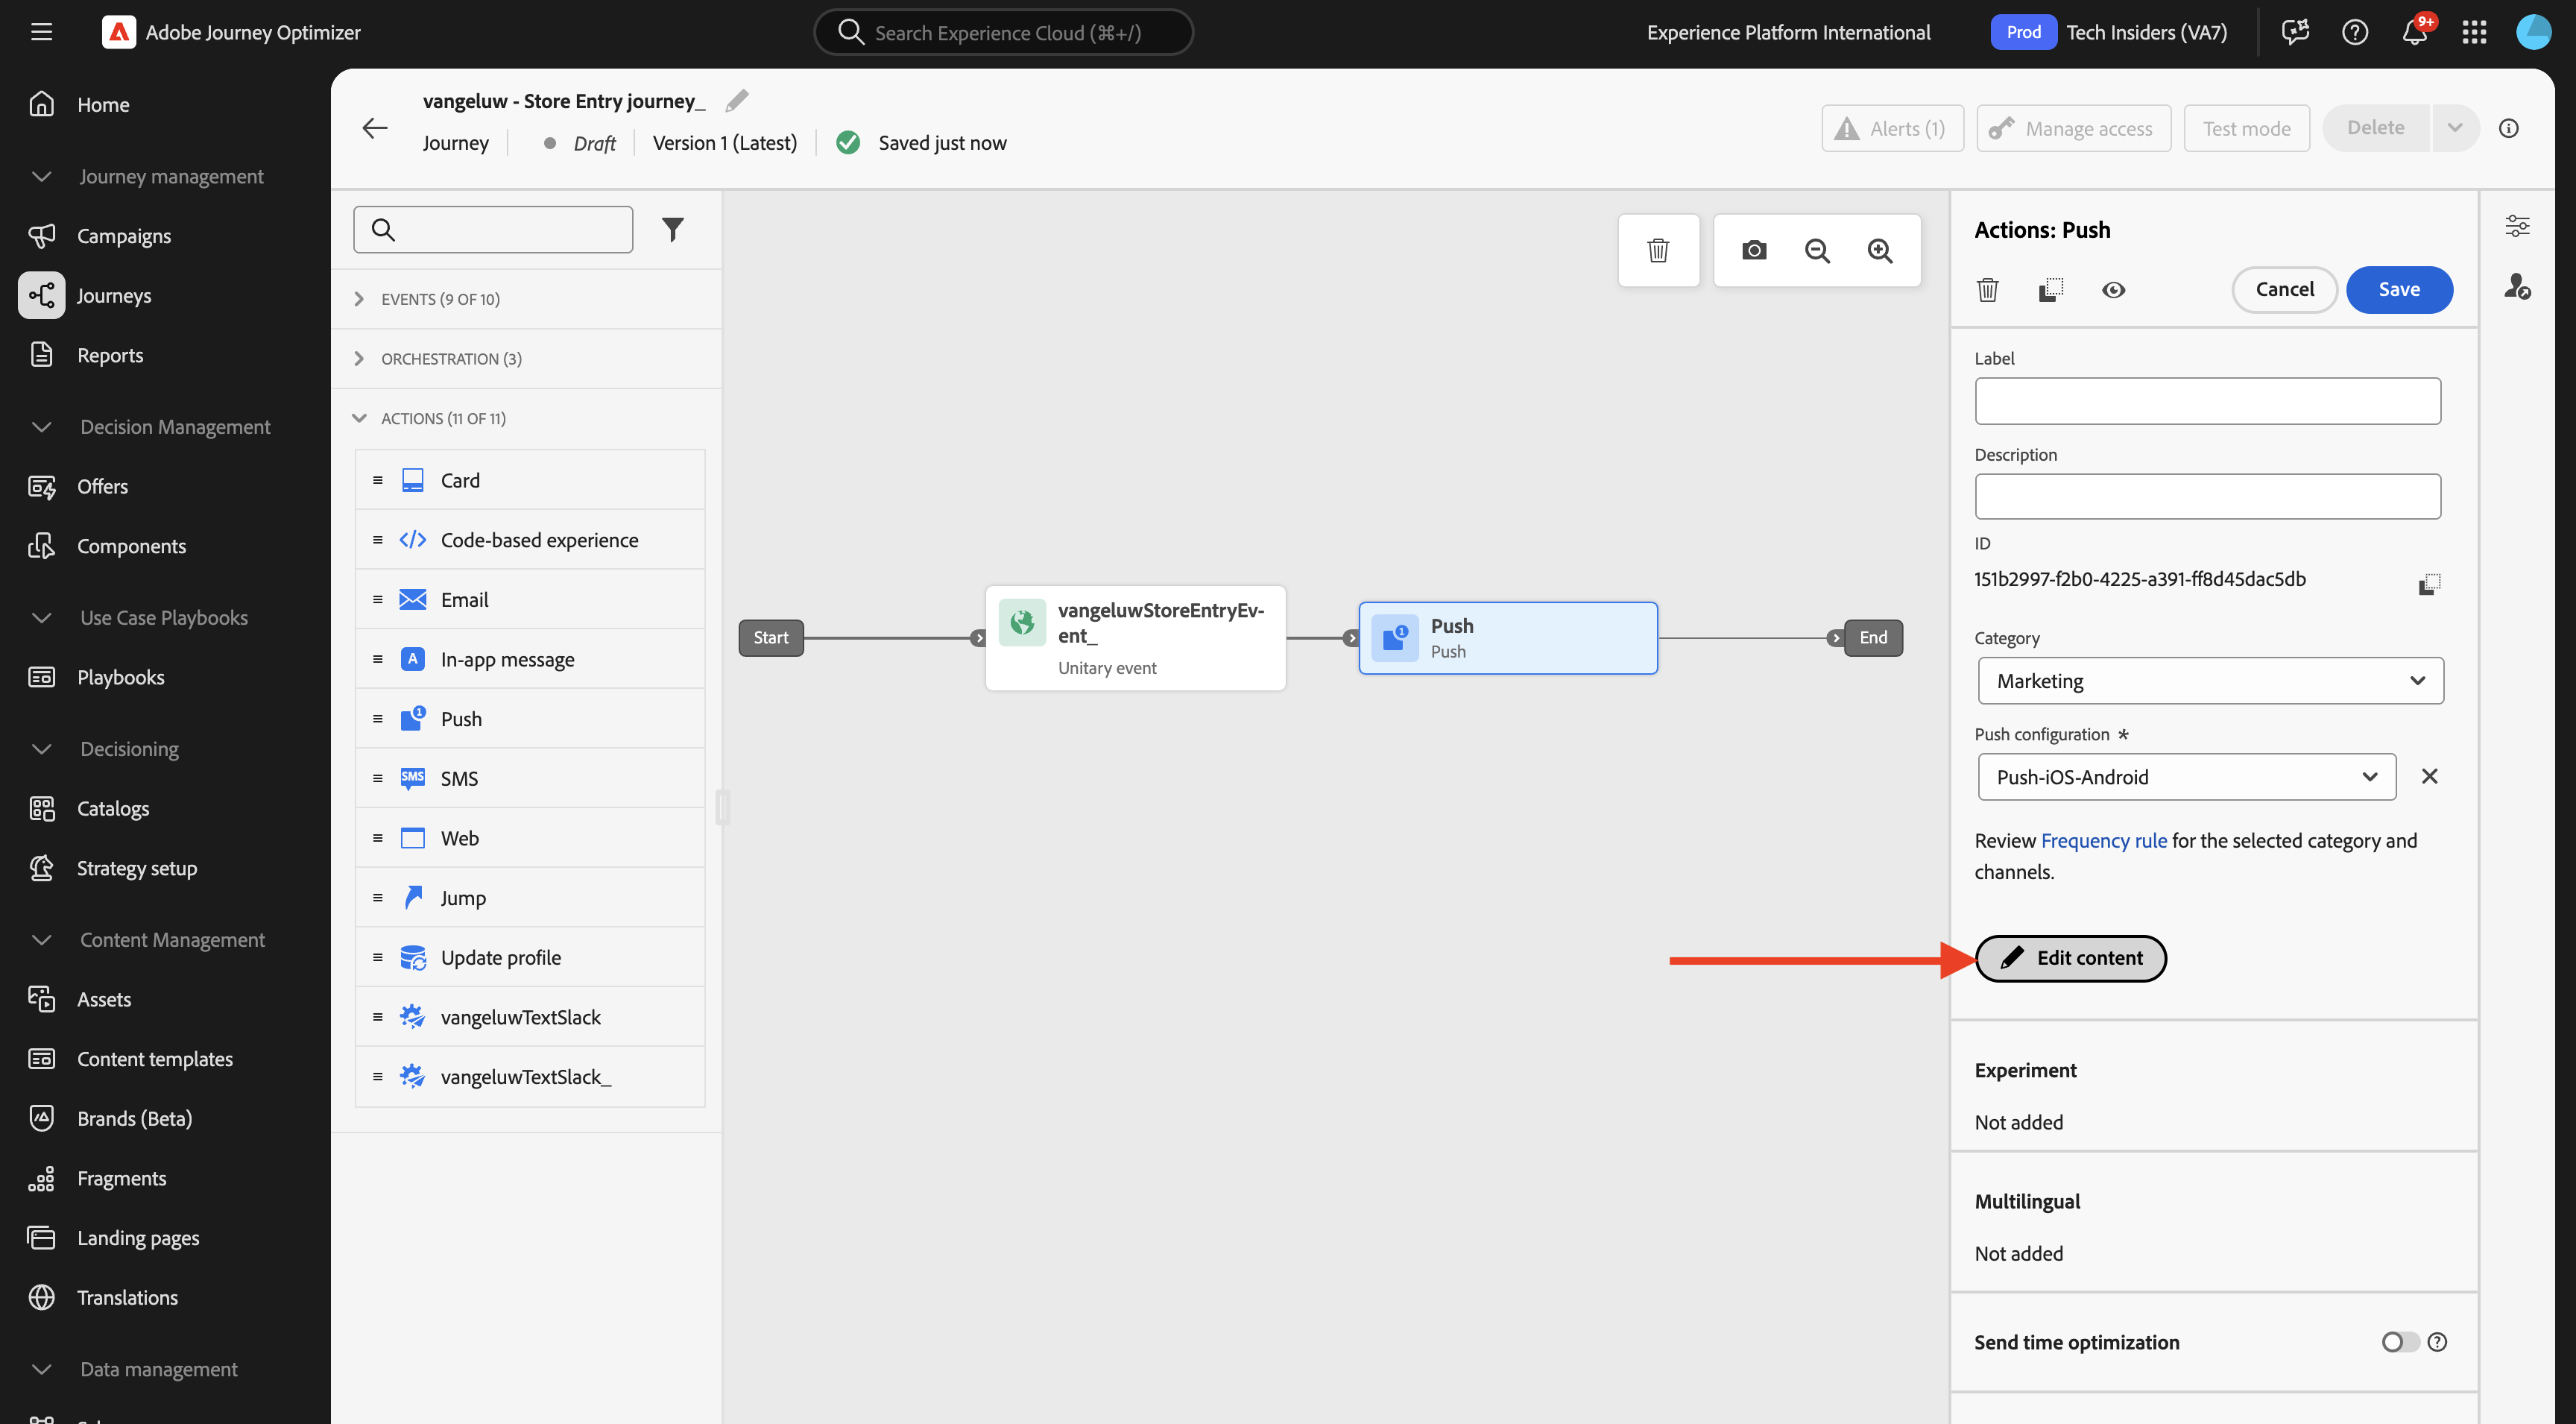 Adobe Journey Optimizer
Search Experience Cloud (⌘+/)
Experience Platform International
Prod
Tech Insiders (VA7)
9+
Home
Journey management
Campaigns
Journeys
Reports
Decision Management
Offers
Components
Use Case Playbooks
Playbooks
Decisioning
Catalogs
Strategy setup
Content Management
Assets
Content templates
Brands (Beta)
Fragments
Landing pages
Translations
Data management
vangeluw - Store Entry journey_
Journey
Draft
Version 1 (Latest)
Saved just now
Alerts (1)
Manage access
Test mode
Delete
EVENTS (9 OF 10)
ORCHESTRATION (3)
ACTIONS (11 OF 11)
Card
Code-based experience
Email
In-app message
Push
SMS
SMS
Web
Jump
Update profile
vangeluwTextSlack
vangeluwTextSlack_
Start
vangeluwStoreEntryEv-
ent_
Unitary event
Push
Push
End
Actions: Push
Cancel
Save
Label
Description
ID
151b2997-f2b0-4225-a391-ff8d45dac5db
Category
Marketing
Push configuration *
Push-iOS-Android
Review Frequency rule for the selected category and
channels.
Edit content
Experiment
Not added
Multilingual
Not added
Send time optimization